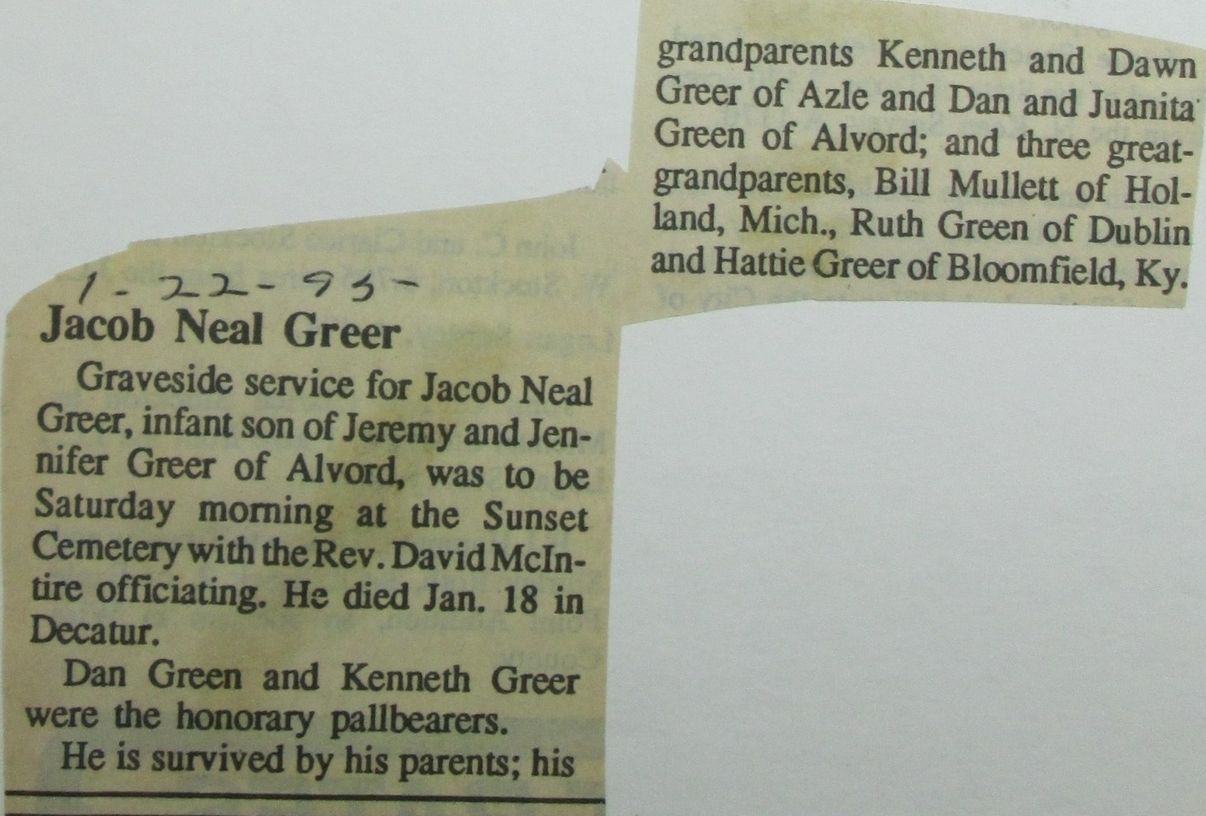 1-22-93-
Jacob Neal Greer
Graveside service for Jacob Neal
Greer, infant son of Jeremy and Jen-
nifer Greer of Alvord, was to be
Saturday morning at the Sunset
Cemetery with the Rev. David McIn-
tire officiating. He died Jan. 18 in
Decatur.
Dan Green and Kenneth Greer
were the honorary pallbearers.
He is survived by his parents; his
grandparents Kenneth and Dawn
Greer of Azle and Dan and Juanita
Green of Alvord; and three great-
grandparents, Bill Mullett of Hol-
land, Mich., Ruth Green of Dublin
and Hattie Greer of Bloomfield, Ky.